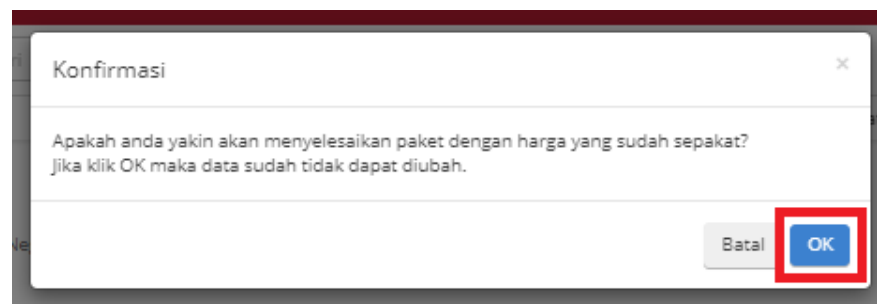 Konfirmasi
×
Apakah anda yakin akan menyelesaikan paket dengan harga yang sudah sepakat?
Jika klik OK maka data sudah tidak dapat diubah.
Batal OK